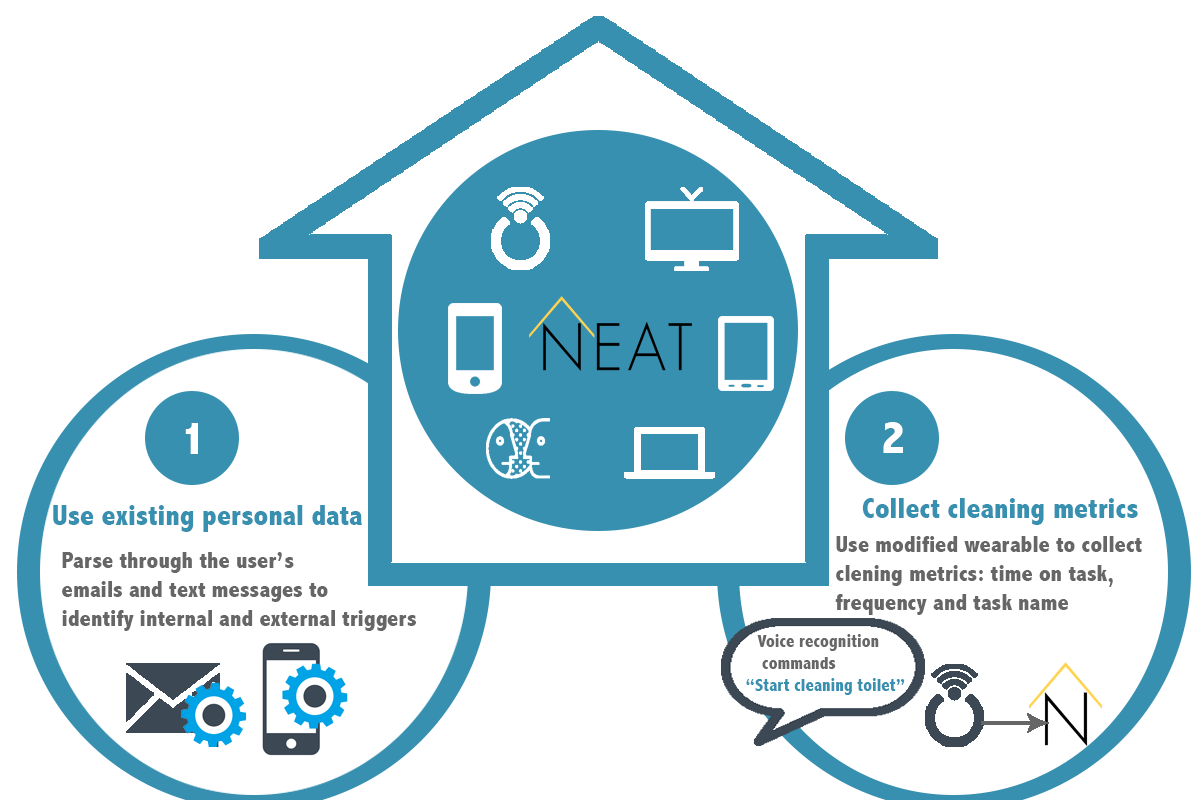 NEAT
1
Use existing personal data
Parse through the user's
emails and text messages to
identify internal and external triggers
2
Collect cleaning metrics
Use modified wearable to collect
clening metrics: time on task,
frequency and task name
Voice recognition
commands
“Start cleaning toilet”
N